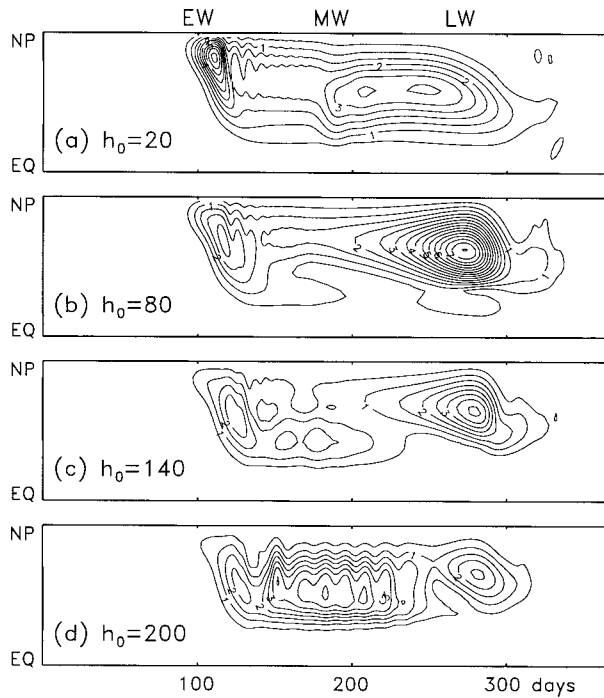 EW MW LW
NP
(a) h₀=20
EQ
NP
(b) h₀=80
EQ
NP
(c) h₀=140
EQ
NP
(d) h₀=200
EQ
100 200 300 days